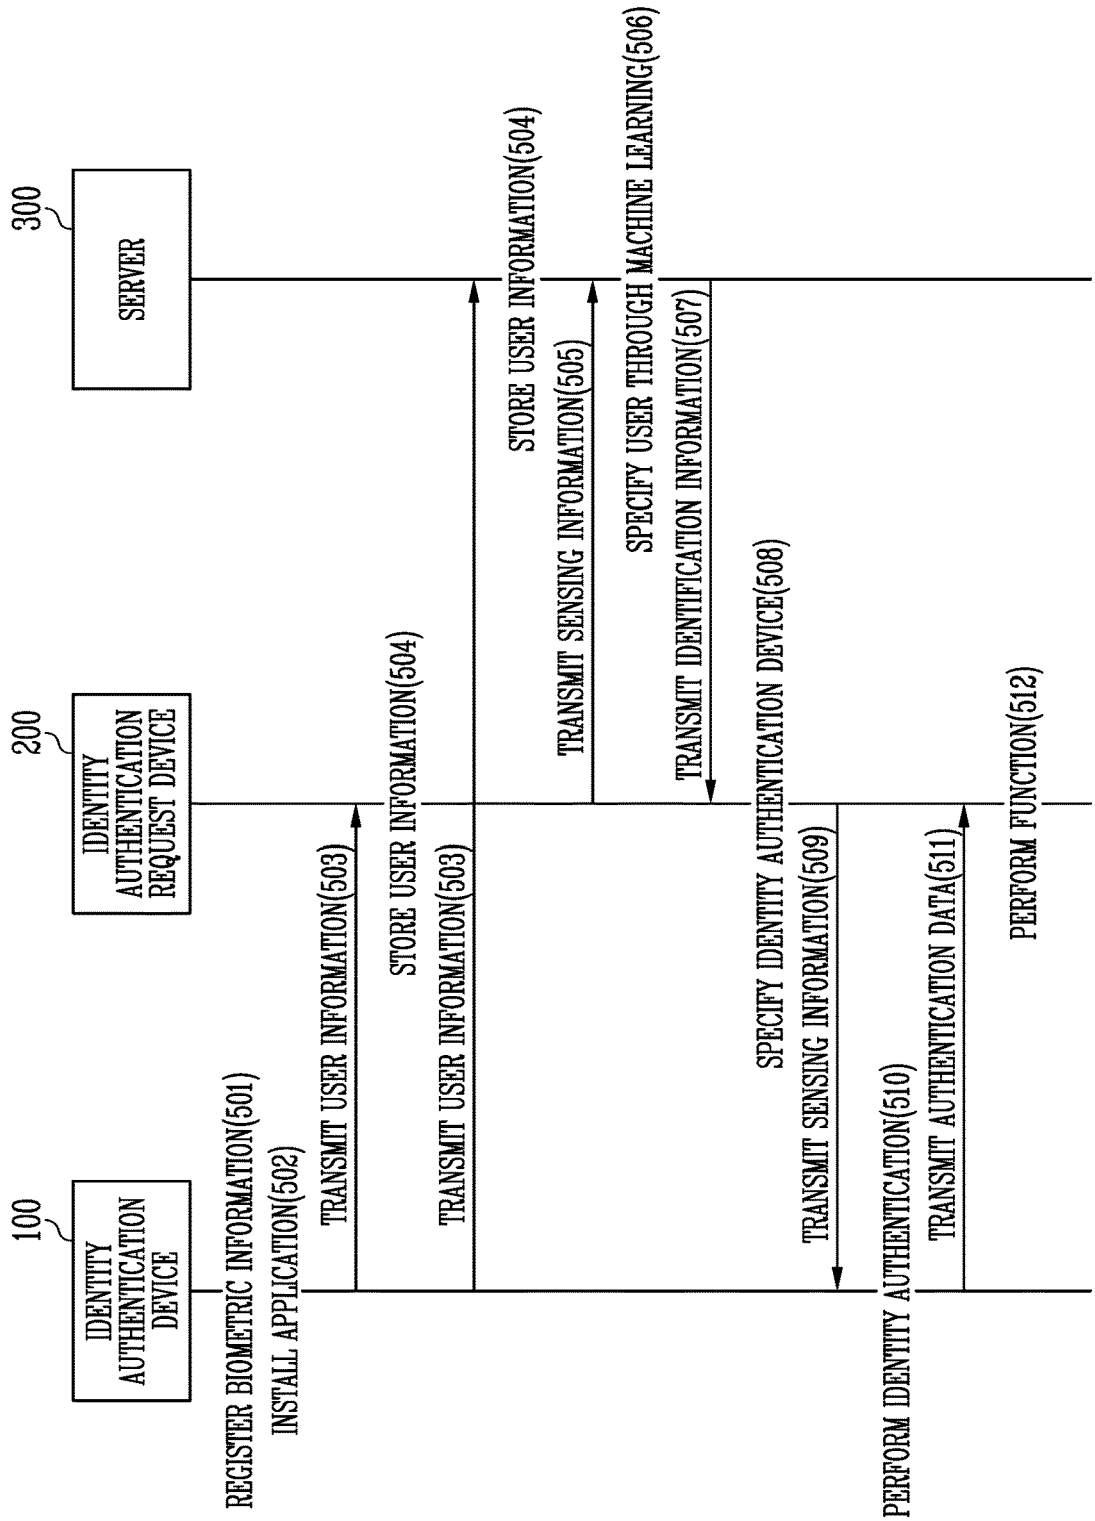 100
IDENTITY
AUTHENTICATION
DEVICE
200
IDENTITY
AUTHENTICATION
REQUEST DEVICE
300
SERVER
REGISTER BIOMETRIC INFORMATION(501)
INSTALL APPLICATION(502)
TRANSMIT USER INFORMATION(503)
STORE USER INFORMATION(504)
TRANSMIT USER INFORMATION(503)
STORE USER INFORMATION(504)
TRANSMIT SENSING INFORMATION(505)
SPECIFY USER THROUGH MACHINE LEARNING(506)
TRANSMIT IDENTIFICATION INFORMATION(507)
SPECIFY IDENTITY AUTHENTICATION DEVICE(508)
TRANSMIT SENSING INFORMATION(509)
PERFORM IDENTITY AUTHENTICATION(510)
TRANSMIT AUTHENTICATION DATA(511)
PERFORM FUNCTION(512)